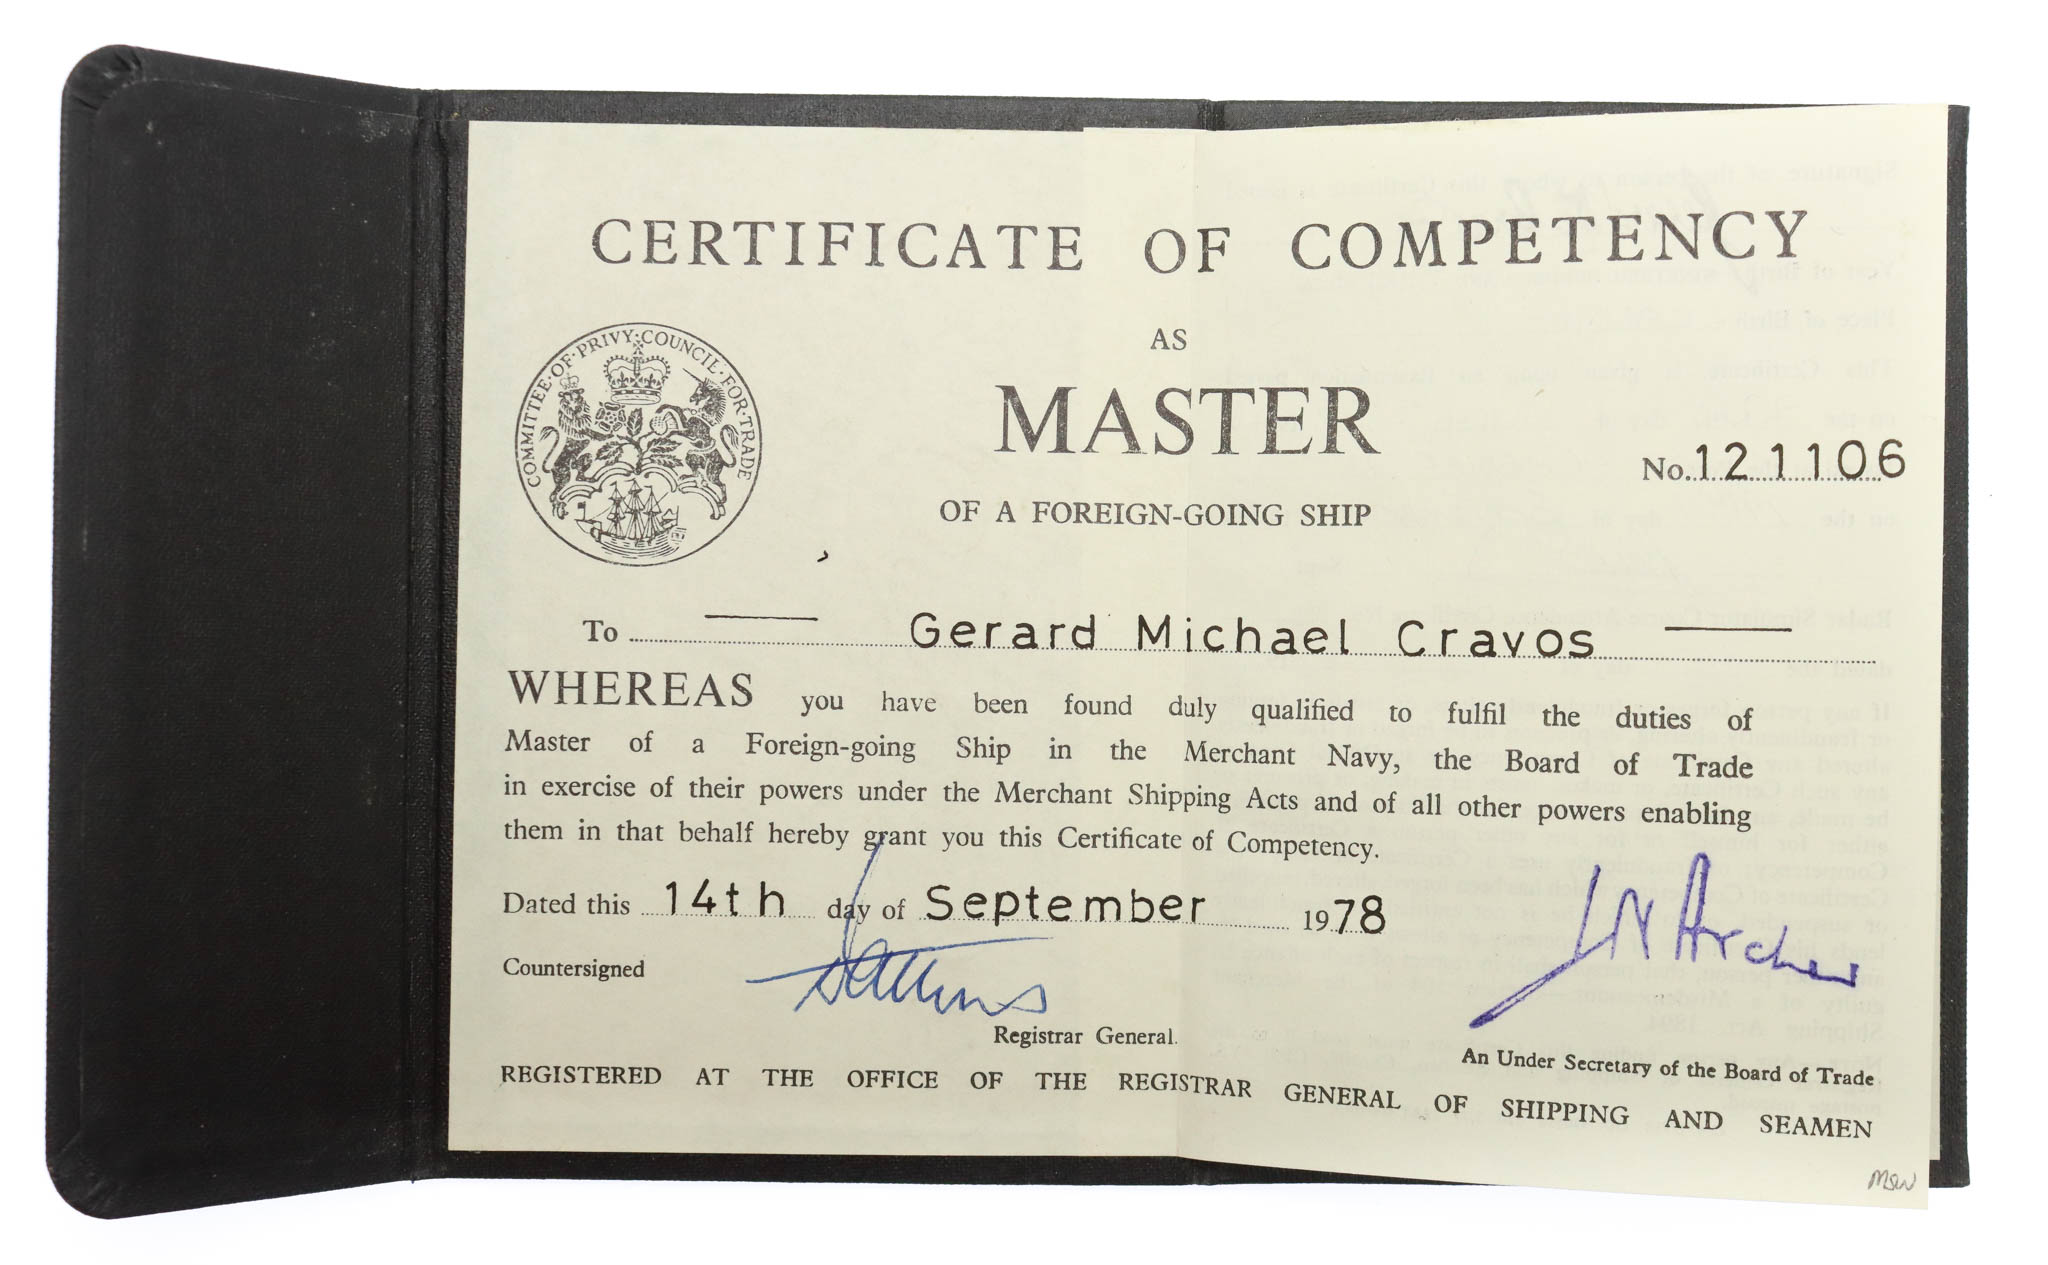 CERTIFICATE OF COMPETENCY
AS
MASTER
OF A FOREIGN-GOING SHIP
COMMITTEE·OF·PRIVY·COUNCIL·FOR·TRADE
No. 121106
To Gerard Michael Cravos
WHEREAS you have been found duly qualified to fulfil the duties of
Master of a Foreign-going Ship in the Merchant Navy, the Board of Trade
in exercise of their powers under the Merchant Shipping Acts and of all other powers enabling
them in that behalf hereby grant you this Certificate of Competency.
Dated this 14th day of September 1978
Countersigned
J N Archer
Registrar General.
An Under Secretary of the Board of Trade
REGISTERED AT THE OFFICE OF THE REGISTRAR GENERAL OF SHIPPING AND SEAMEN